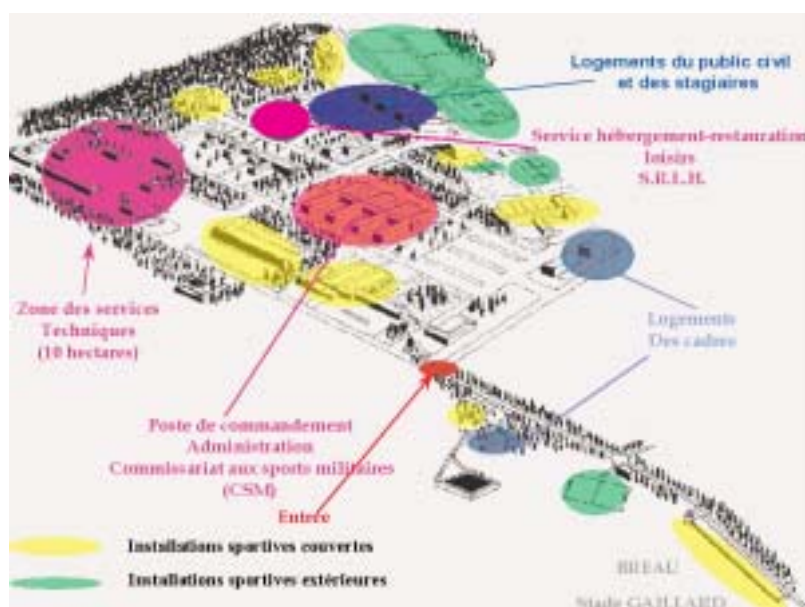 Logements du public civil
et des stagiaires
Service hébergement-restauration
loisirs
S.R.L.H.
Zone des services
Techniques
(10 hectares)
Logements
Des cadres
Poste de commandement
Administration
Commissariat aux sports militaires
(CSM)
Entrée
Installations sportives couvertes
Installations sportives extérieures
BREAU
Stade GAILLARD